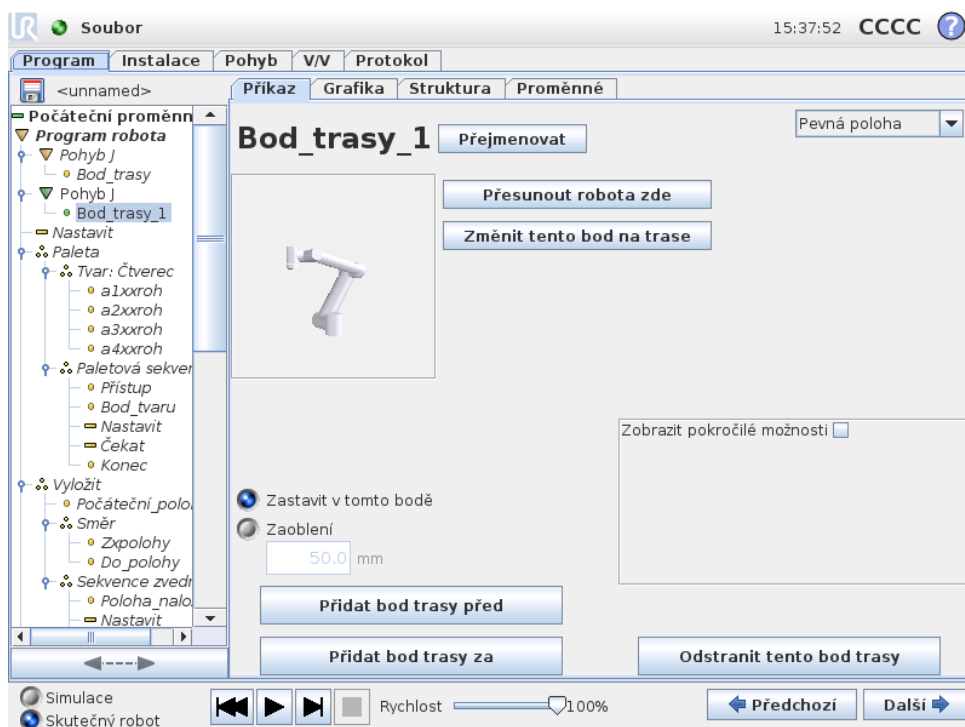 UR Soubor 15:37:52 CCCC ?
Program Instalace Pohyb V/V Protokol
<unnamed>
Příkaz Grafika Struktura Proměnné
Počáteční proměnn
Program robota
Pohyb J
Bod_trasy
Pohyb J
Bod_trasy_1
Nastavit
Paleta
Tvar: Čtverec
a1xxroh
a2xxroh
a3xxroh
a4xxroh
Paletová sekver
Přístup
Bod_tvaru
Nastavit
Čekat
Konec
Vyložit
Počáteční_polo
Směr
Zxpolohy
Do_polohy
Sekvence zvedr
Poloha_nalo
Nastavit
Bod_trasy_1 Přejmenovat
Pevná poloha
Přesunout robota zde
Změnit tento bod na trase
Zobrazit pokročilé možnosti
Zastavit v tomto bodě
Zaoblení
50.0 mm
Přidat bod trasy před
Přidat bod trasy za
Odstranit tento bod trasy
Simulace
Skutečný robot
Rychlost 100%
Předchozí
Další